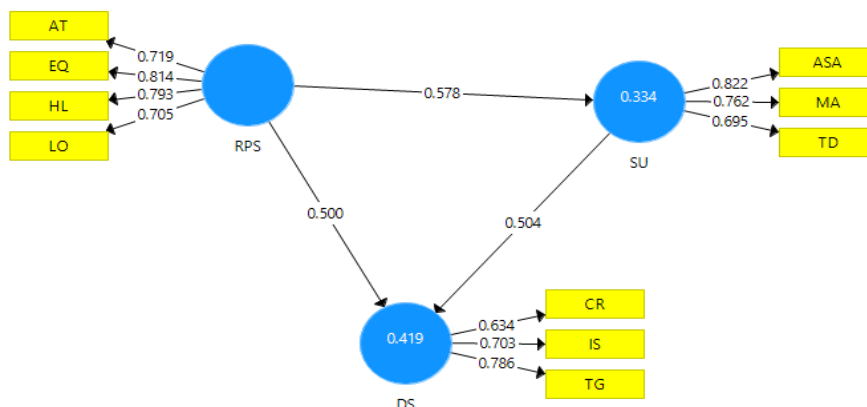 AT
EQ
HL
LO
0.719
0.814
0.793
0.705
RPS
0.578
0.334
SU
0.822
0.762
0.695
ASA
MA
TD
0.500
0.504
0.419
DS
0.634
0.703
0.786
CR
IS
TG